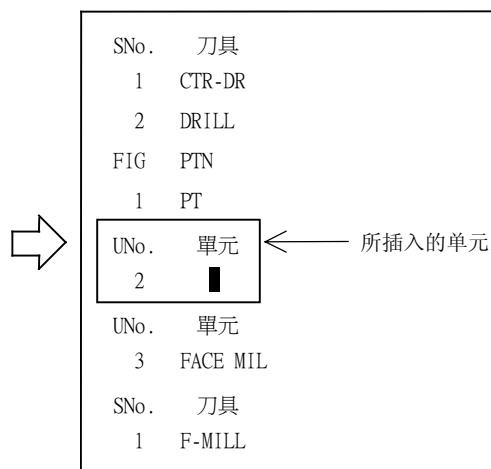 SNo. 刀具
1 CTR-DR
2 DRILL
FIG PTN
1 PT
UNo. 單元
所插入的单元
2
UNo. 單元
3 FACE MIL
SNo. 刀具
1 F-MILL